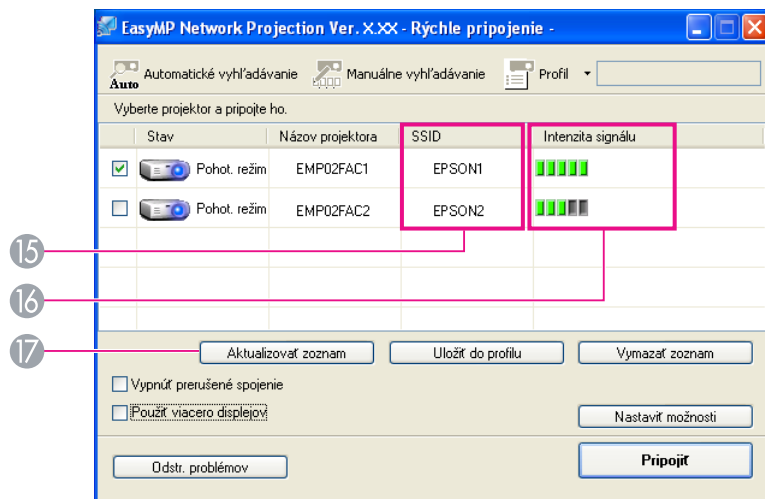 EasyMP Network Projection Ver. X.XX - Rýchle pripojenie -
Auto Automatické vyhľadávanie Manuálne vyhľadávanie Profil
Vyberte projektor a pripojte ho.
Stav Názov projektora SSID Intenzita signálu
Pohot. režim EMP02FAC1 EPSON1
Pohot. režim EMP02FAC2 EPSON2
15
16
17 Aktualizovať zoznam Uložiť do profilu Vymazať zoznam
Vypnúť prerušené spojenie
Použiť viacero displejov Nastaviť možnosti
Odstr. problémov Pripojiť